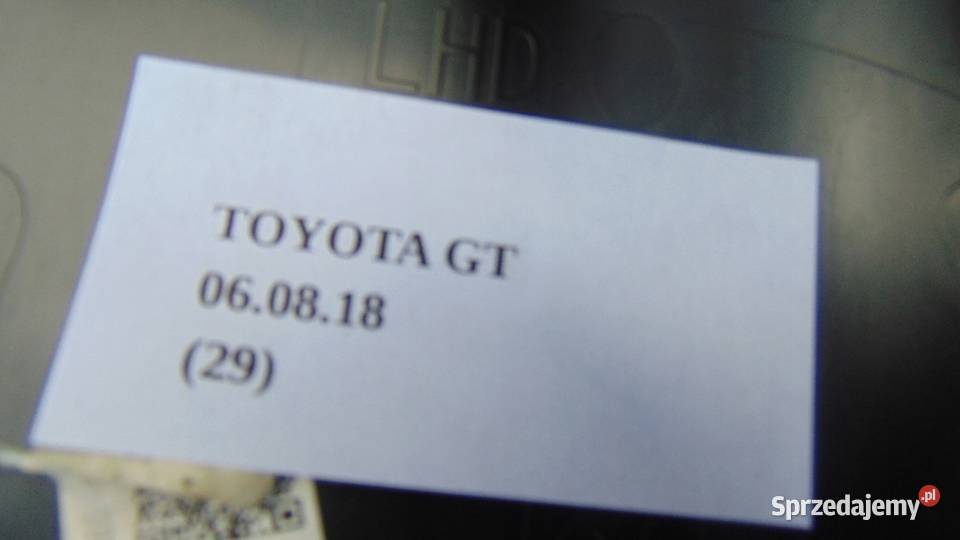 LHD
TOYOTA GT
06.08.18
(29)
Sprzedajemy.pl